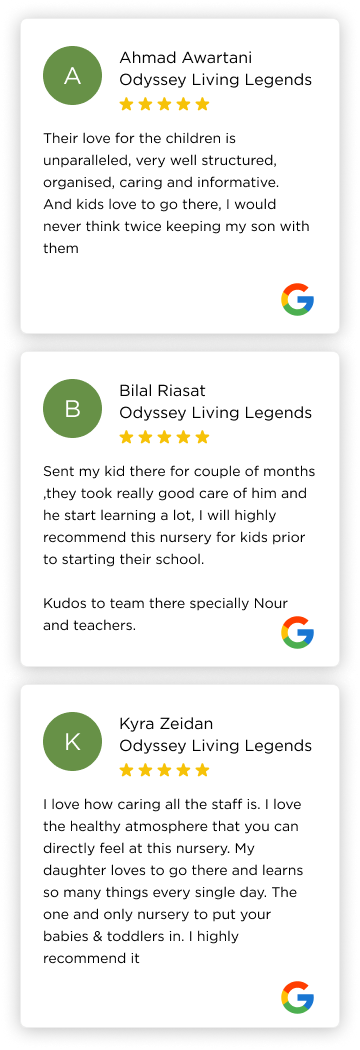 A
Ahmad Awartani
Odyssey Living Legends
Their love for the children is
unparalleled, very well structured,
organised, caring and informative.
And kids love to go there, I would
never think twice keeping my son with
them
B
Bilal Riasat
Odyssey Living Legends
Sent my kid there for couple of months
,they took really good care of him and
he start learning a lot, I will highly
recommend this nursery for kids prior
to starting their school.
Kudos to team there specially Nour
and teachers.
K
Kyra Zeidan
Odyssey Living Legends
I love how caring all the staff is. I love
the healthy atmosphere that you can
directly feel at this nursery. My
daughter loves to go there and learns
so many things every single day. The
one and only nursery to put your
babies & toddlers in. I highly
recommend it